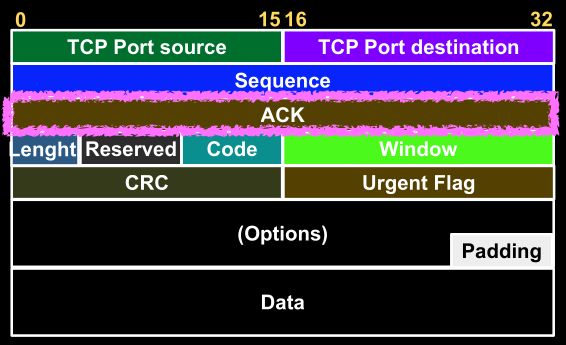 0 15 16 32
TCP Port source TCP Port destination
Sequence
ACK
Lenght Reserved Code Window
CRC Urgent Flag
(Options)
Padding
Data